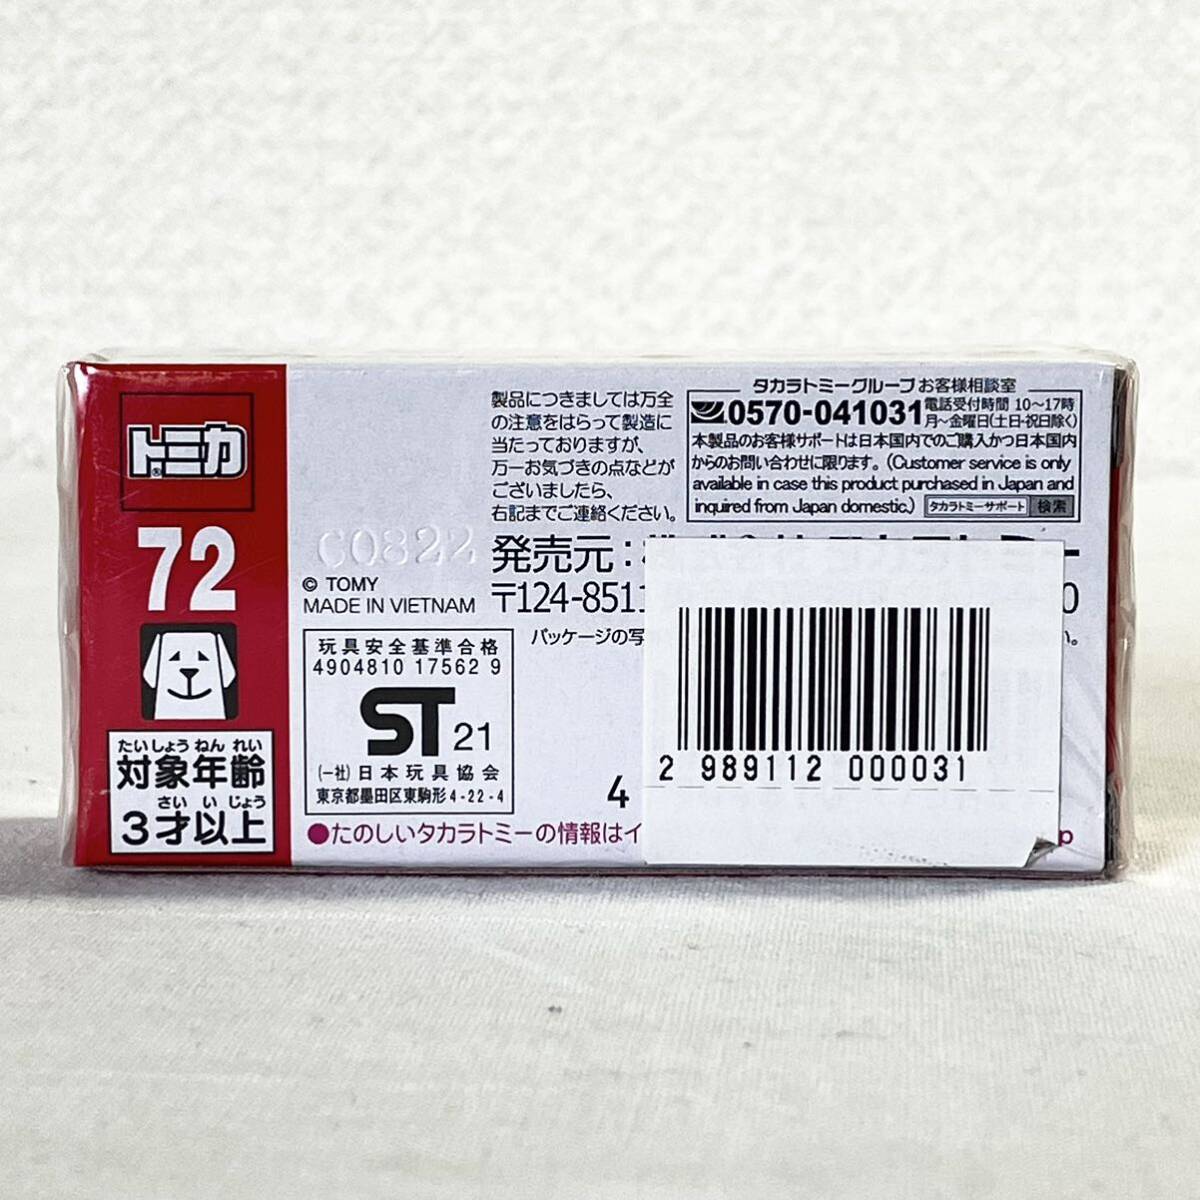 トミカ
®
72
たいしょうねんれい
対象年齢
さいいじょう
3才以上
C0822
© TOMY
MADE IN VIETNAM
玩具安全基準合格
4904810 17562 9
ST 21
(一社)日本玩具協会
東京都墨田区東駒形4-22-4
製品につきましては万全
の注意をはらって製造に
当たっておりますが、
万一お気づきの点などが
ございましたら、
右記までご連絡ください。
タカラトミーグループお客様相談室
0570-041031 電話受付時間 10〜17時
月〜金曜日(土日・祝日除く)
本製品のお客様サポートは日本国内でのご購入かつ日本国内
からのお問い合わせに限ります。(Customer service is only
available in case this product purchased in Japan and
inquired from Japan domestic.) タカラトミーサポート 検索
発売元:
〒124-8511
パッケージの写
い。
4
●たのしいタカラトミーの情報はイ
p
2 989112 000031